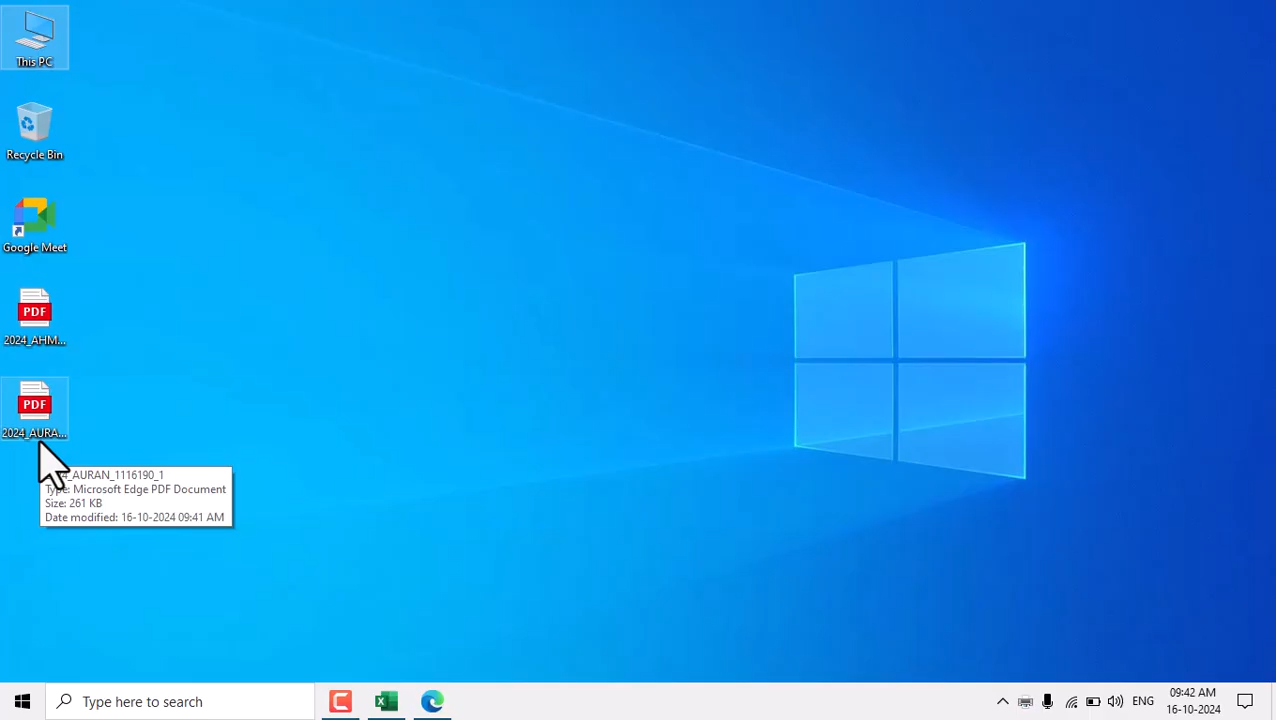 This PC
Recycle Bin
Google Meet
PDF
2024_AHM...
PDF
2024_AURA...
_AURAN_1116190_1
Type: Microsoft Edge PDF Document
Size: 261 KB
Date modified: 16-10-2024 09:41 AM
Type here to search
ENG
09:42 AM
16-10-2024